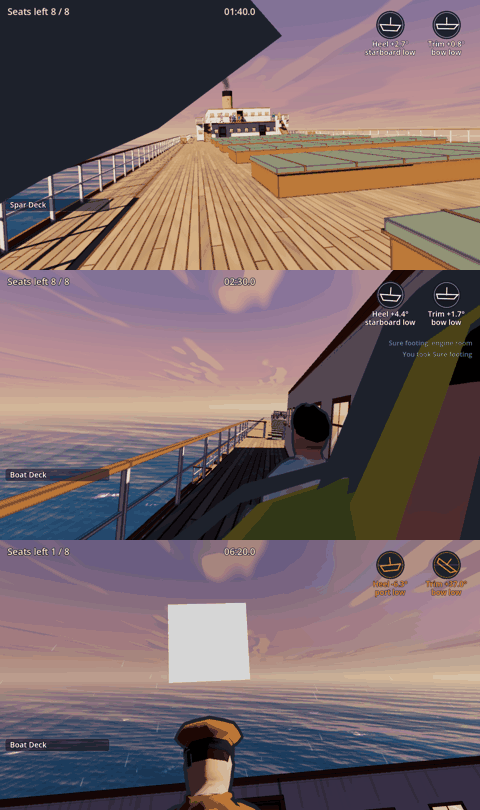 Seats left 8 / 8
01:40.0
Heel +2.7°
starboard low
Trim +0.8°
bow low
Spar Deck
Seats left 8 / 8
02:30.0
Heel +4.4°
starboard low
Trim +1.7°
bow low
Sure footing, engine room
You took Sure footing
Boat Deck
Seats left 1 / 8
06:20.0
port low
bow low
Boat Deck